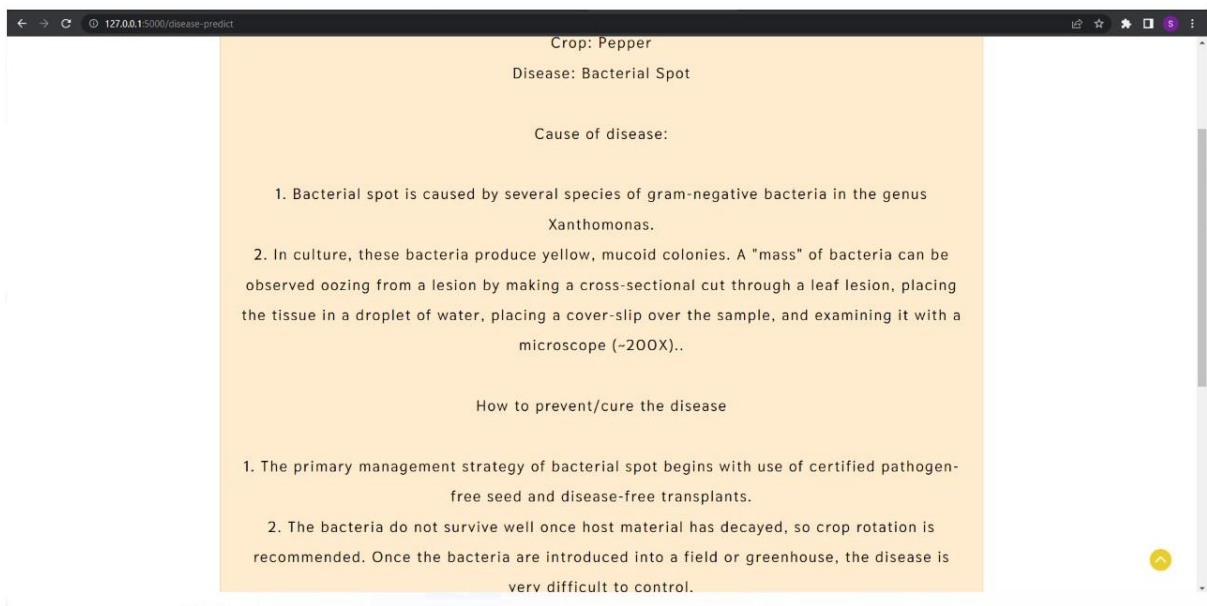 127.0.0.1:5000/disease-predict
S
Crop: Pepper
Disease: Bacterial Spot
Cause of disease:
1. Bacterial spot is caused by several species of gram-negative bacteria in the genus
Xanthomonas.
2. In culture, these bacteria produce yellow, mucoid colonies. A "mass" of bacteria can be
observed oozing from a lesion by making a cross-sectional cut through a leaf lesion, placing
the tissue in a droplet of water, placing a cover-slip over the sample, and examining it with a
microscope (~200X)..
How to prevent/cure the disease
1. The primary management strategy of bacterial spot begins with use of certified pathogen-
free seed and disease-free transplants.
2. The bacteria do not survive well once host material has decayed, so crop rotation is
recommended. Once the bacteria are introduced into a field or greenhouse, the disease is
very difficult to control.